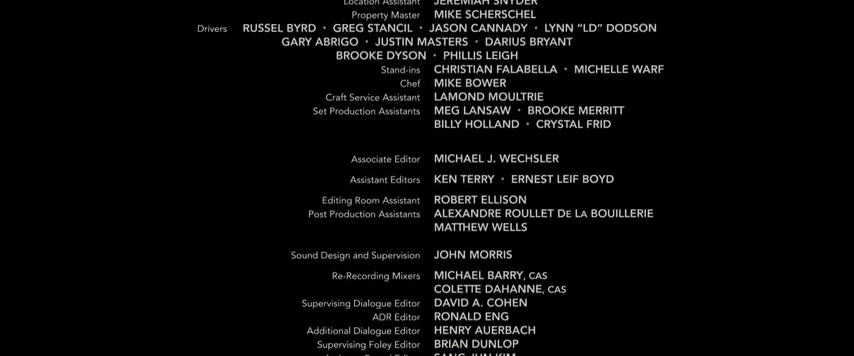 Location Assistant JEREMIAH SNYDER
Property Master MIKE SCHERSCHEL
Drivers RUSSEL BYRD • GREG STANCIL • JASON CANNADY • LYNN “LD” DODSON
GARY ABRIGO • JUSTIN MASTERS • DARIUS BRYANT
BROOKE DYSON • PHILLIS LEIGH
Stand-ins CHRISTIAN FALABELLA • MICHELLE WARF
Chef MIKE BOWER
Craft Service Assistant LAMOND MOULTRIE
Set Production Assistants MEG LANSAW • BROOKE MERRITT
BILLY HOLLAND • CRYSTAL FRID
Associate Editor MICHAEL J. WECHSLER
Assistant Editors KEN TERRY • ERNEST LEIF BOYD
Editing Room Assistant ROBERT ELLISON
Post Production Assistants ALEXANDRE ROULLET DE LA BOUILLERIE
MATTHEW WELLS
Sound Design and Supervision JOHN MORRIS
Re-Recording Mixers MICHAEL BARRY, CAS
COLETTE DAHANNE, CAS
Supervising Dialogue Editor DAVID A. COHEN
ADR Editor RONALD ENG
Additional Dialogue Editor HENRY AUERBACH
Supervising Foley Editor BRIAN DUNLOP